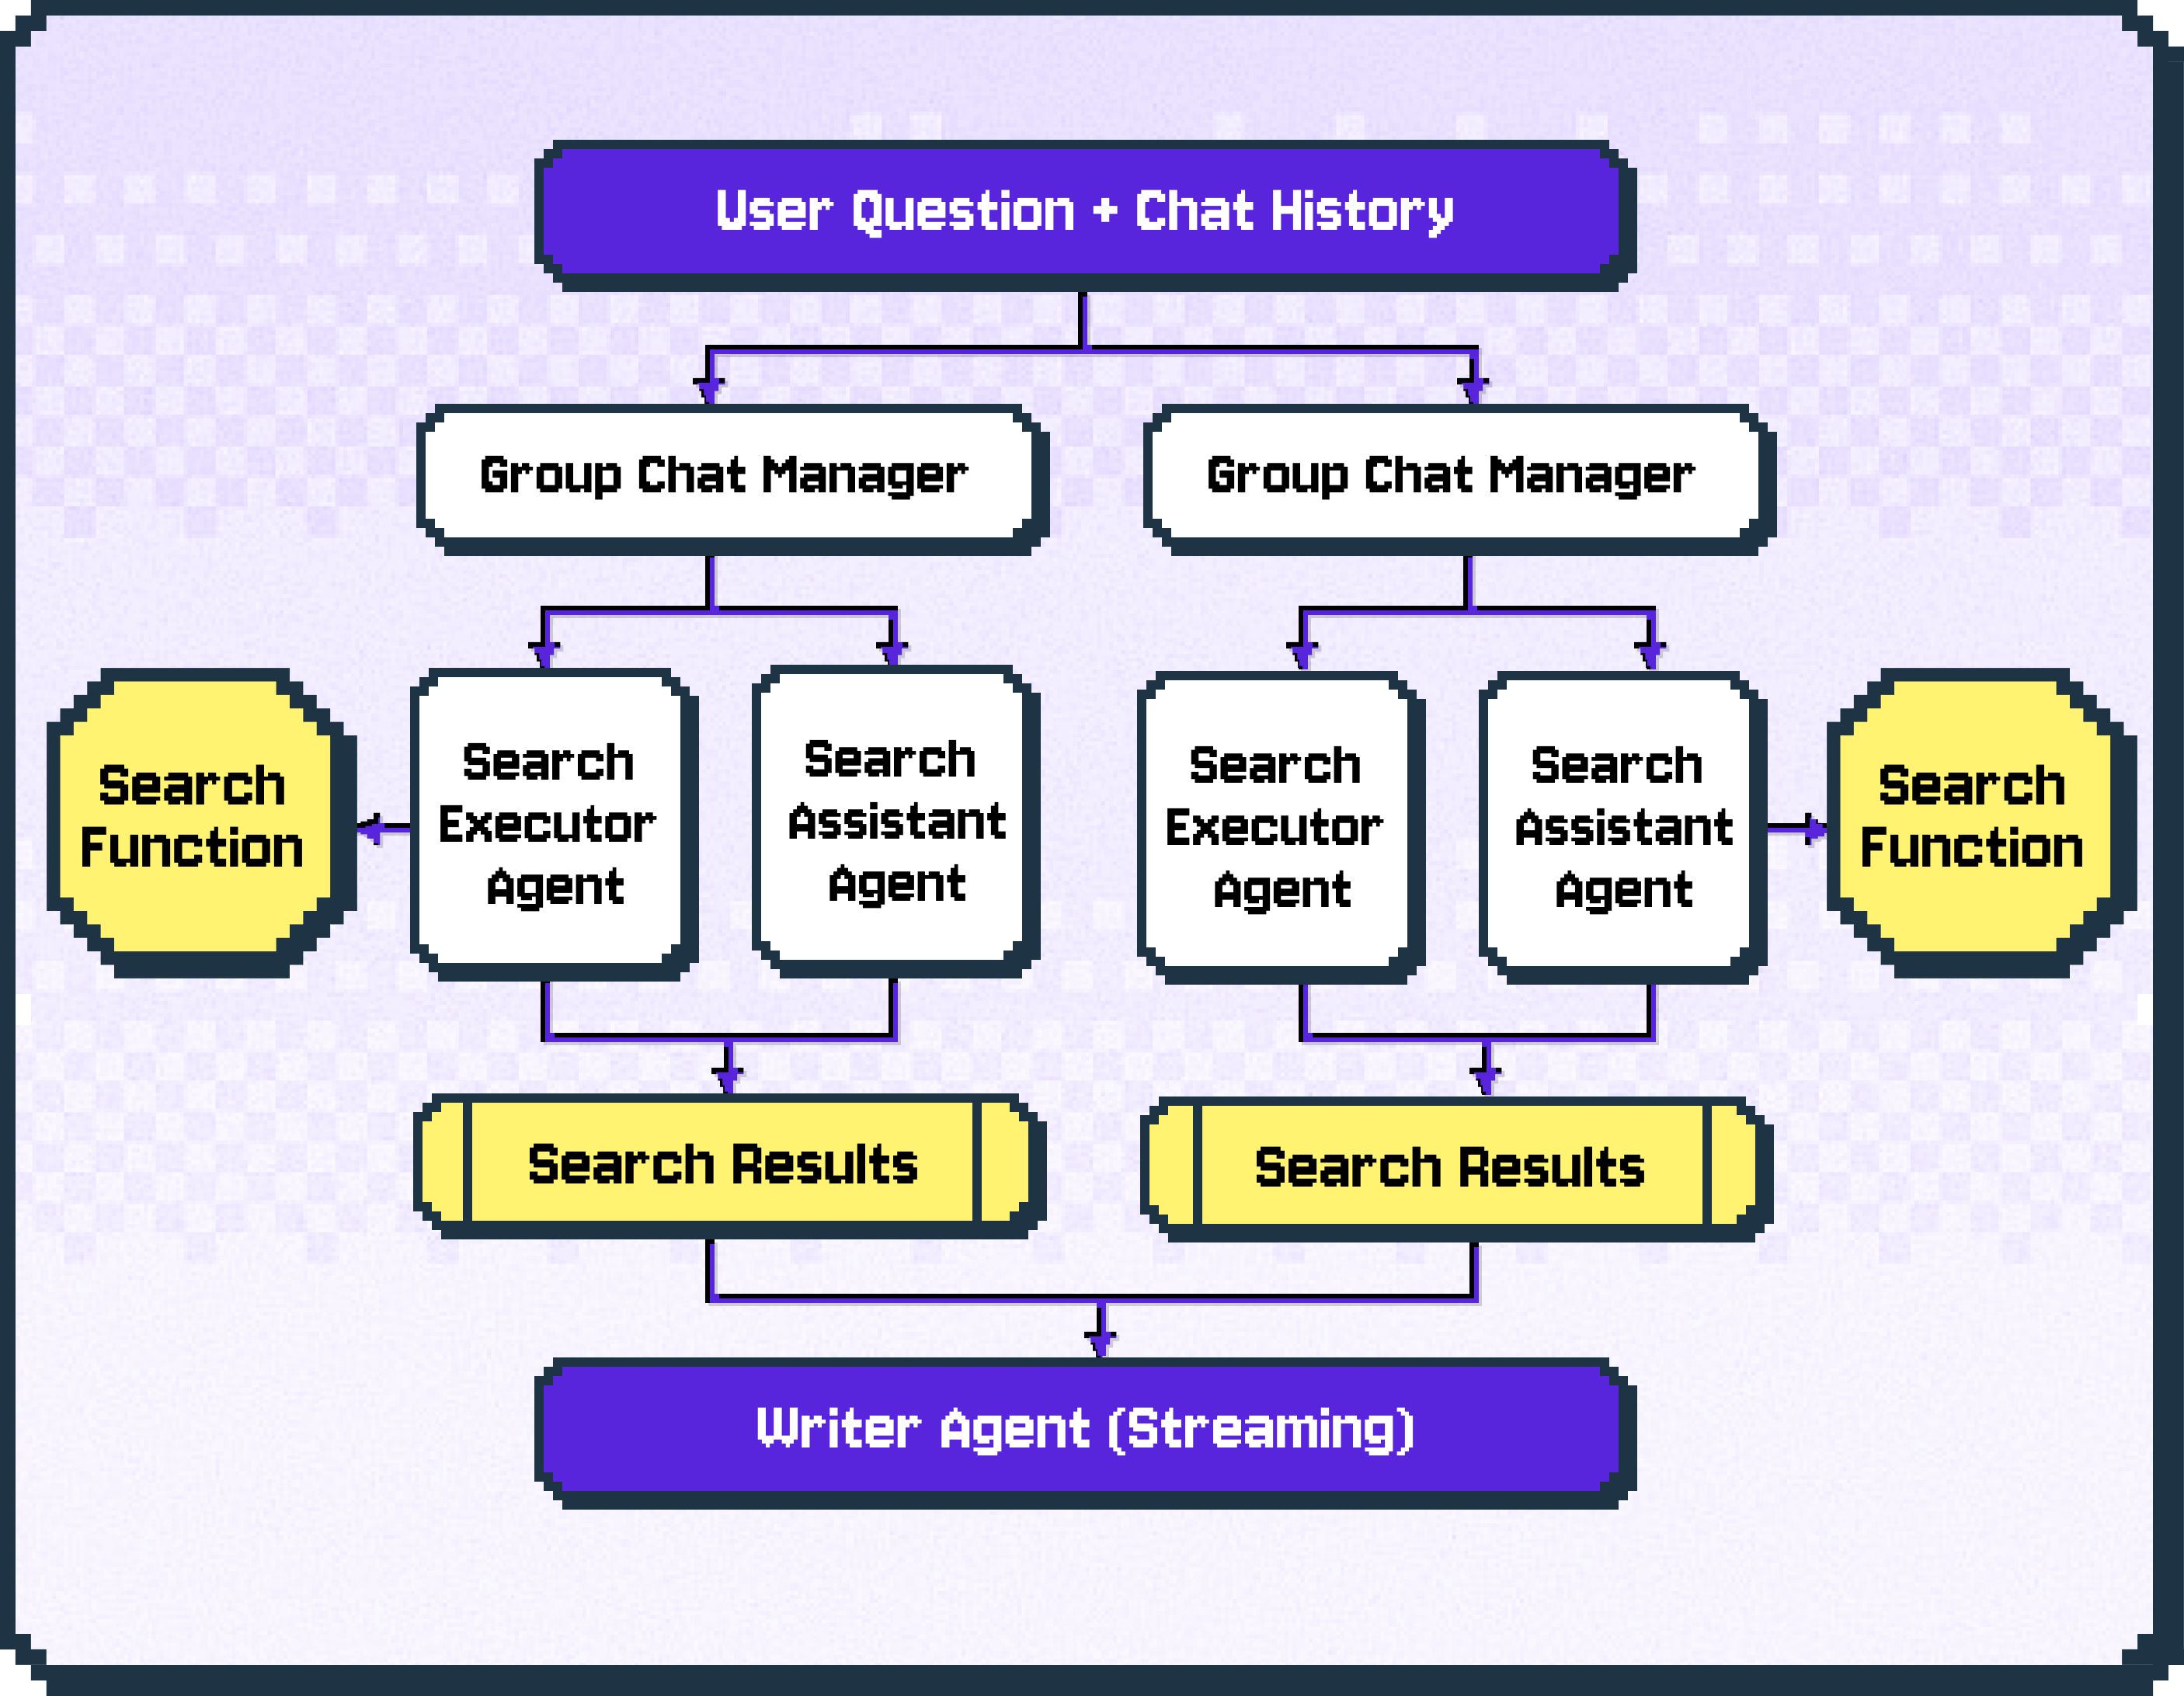 User Question + Chat History
Group Chat Manager
Group Chat Manager
Search
Function
Search
Executor
Agent
Search
Assistant
Agent
Search
Executor
Agent
Search
Assistant
Agent
Search
Function
Search Results
Search Results
Writer Agent (Streaming)